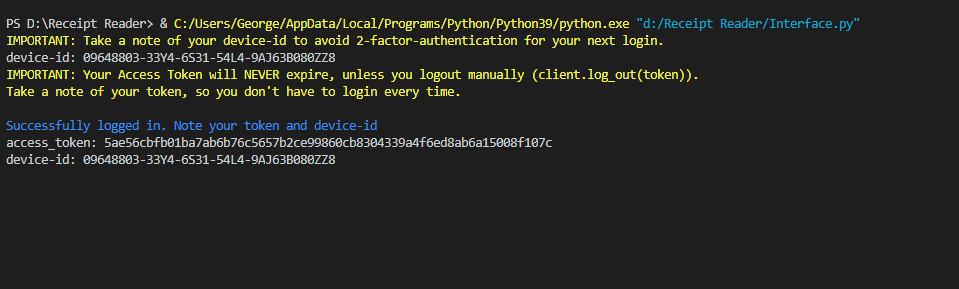 PS D:\Receipt Reader> & C:/Users/George/AppData/Local/Programs/Python/Python39/python.exe "d:/Receipt Reader/Interface.py"
IMPORTANT: Take a note of your device-id to avoid 2-factor-authentication for your next login.
device-id: 09648803-33Y4-6S31-54L4-9AJ63B080ZZ8
IMPORTANT: Your Access Token will NEVER expire, unless you logout manually (client.log_out(token)).
Take a note of your token, so you don't have to login every time.
Successfully logged in. Note your token and device-id
access_token: 5ae56cbfb01ba7ab6b76c5657b2ce99860cb8304339a4f6ed8ab6a15008f107c
device-id: 09648803-33Y4-6S31-54L4-9AJ63B080ZZ8